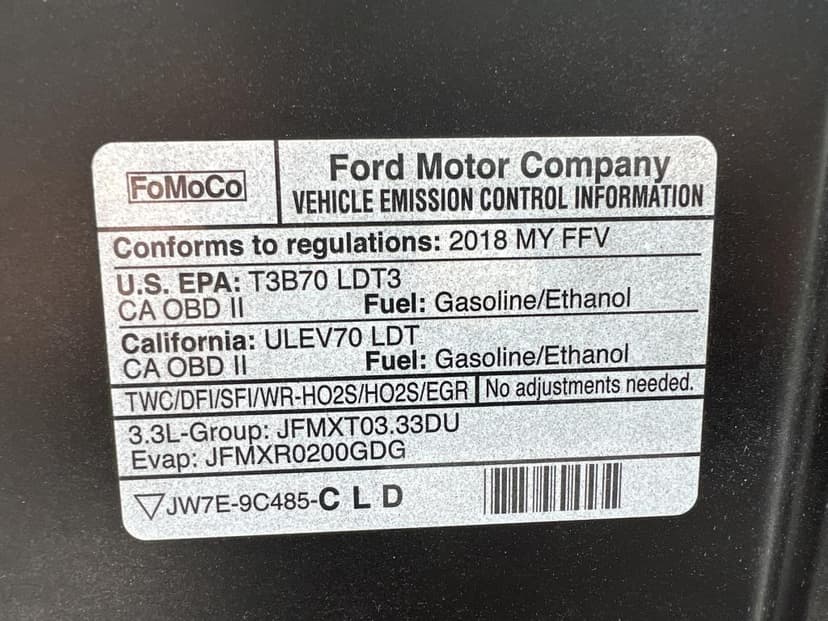 FoMoCo
Ford Motor Company
VEHICLE EMISSION CONTROL INFORMATION
Conforms to regulations: 2018 MY FFV
U.S. EPA: T3B70 LDT3
CA OBD II Fuel: Gasoline/Ethanol
California: ULEV70 LDT
CA OBD II Fuel: Gasoline/Ethanol
TWC/DFI/SFI/WR-HO2S/HO2S/EGR No adjustments needed.
3.3L-Group: JFMXT03.33DU
Evap: JFMXR0200GDG
JW7E-9C485-C L D